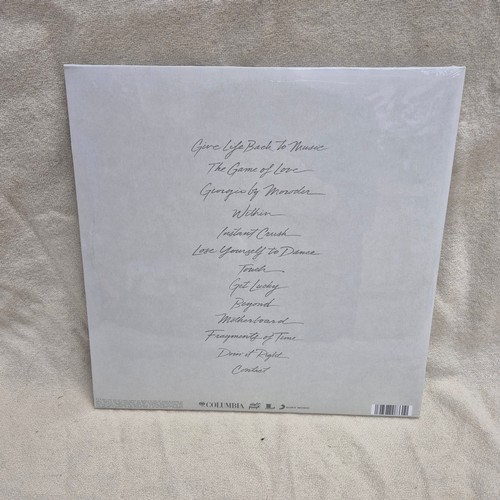 Give Life Back to Music
The Game of Love
Giorgio by Moroder
Within
Instant Crush
Lose Yourself to Dance
Touch
Get Lucky
Beyond
Motherboard
Fragments of Time
Doin' it Right
Contact
COLUMBIA